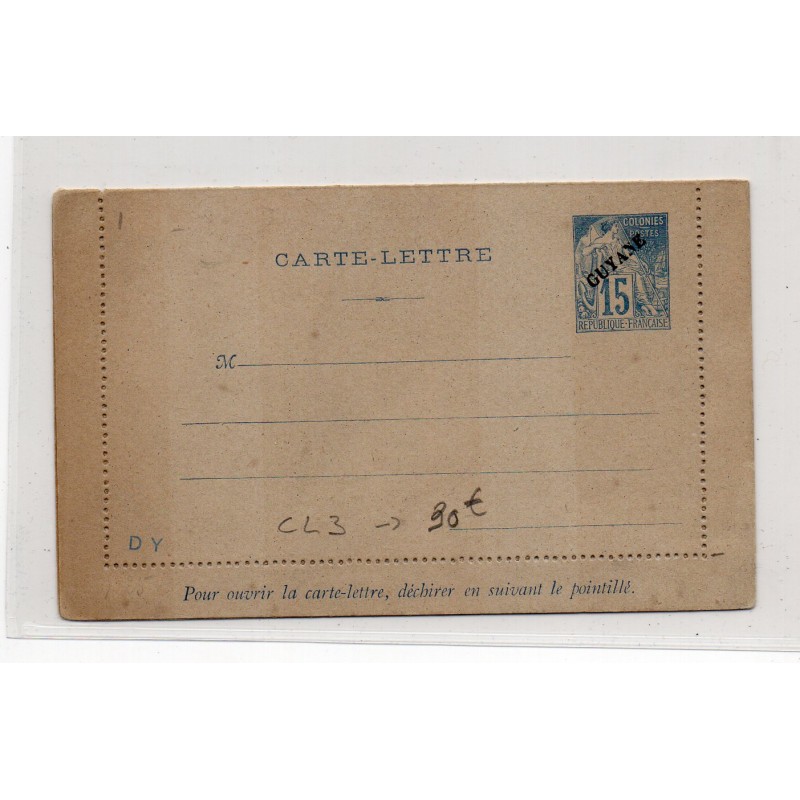 CARTE-LETTRE
COLONIES
POSTES
GUYANE
15
REPUBLIQUE-FRANÇAISE
M
CL3 -> 90€
DY
Pour ouvrir la carte-lettre, déchirer en suivant le pointillé.